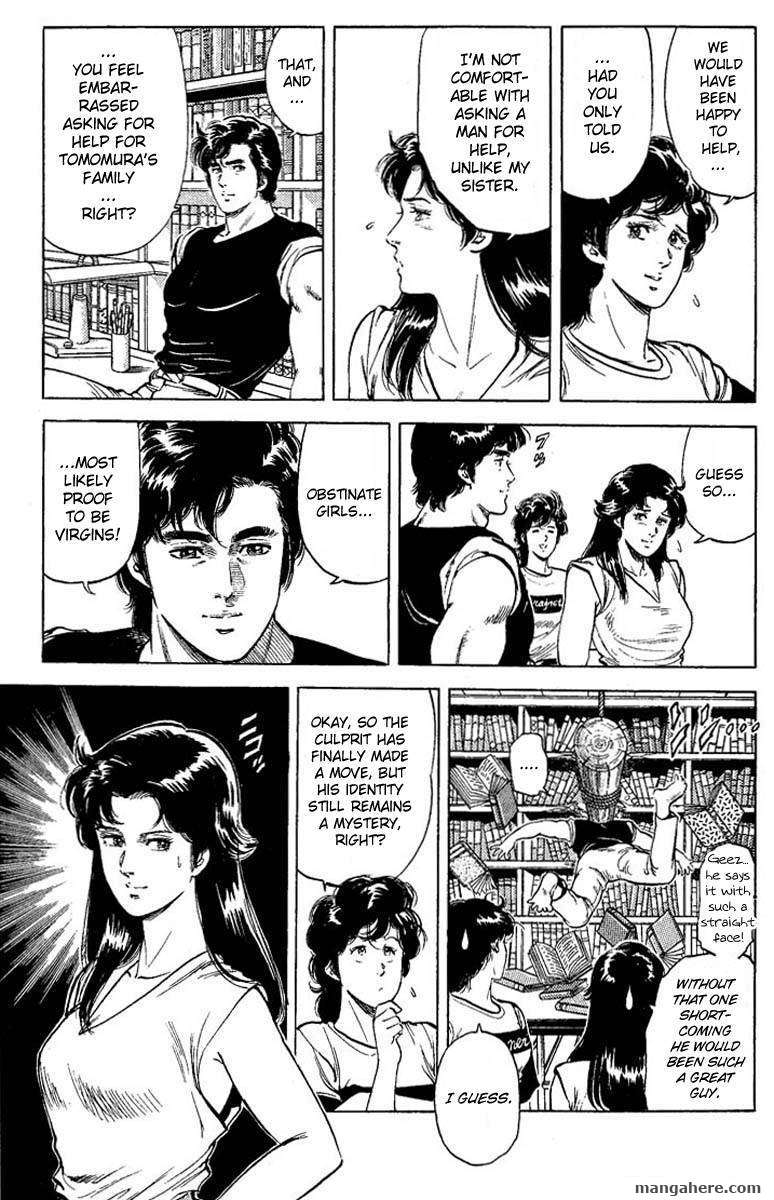 WE
WOULD
HAVE
BEEN
HAPPY
TO
HELP,
...
...
HAD
YOU
ONLY
TOLD
US.
I'M NOT
COMFORT-
ABLE WITH
ASKING A
MAN FOR
HELP,
UNLIKE MY
SISTER.
THAT,
AND
...
...
YOU FEEL
EMBAR-
RASSED
ASKING FOR
HELP FOR
TOMOMURA'S
FAMILY
...
RIGHT?
GUESS
SO...
OBSTINATE
GIRLS...
...MOST
LIKELY
PROOF
TO BE
VIRGINS!
....
Geez...
he says
it with
such a
straight
face!
WITHOUT
THAT ONE
SHORT-
COMING
HE WOULD
BEEN SUCH
A GREAT
GUY.
I GUESS.
OKAY, SO THE
CULPRIT HAS
FINALLY MADE
A MOVE, BUT
HIS IDENTITY
STILL REMAINS
A MYSTERY,
RIGHT?
mangahere.com